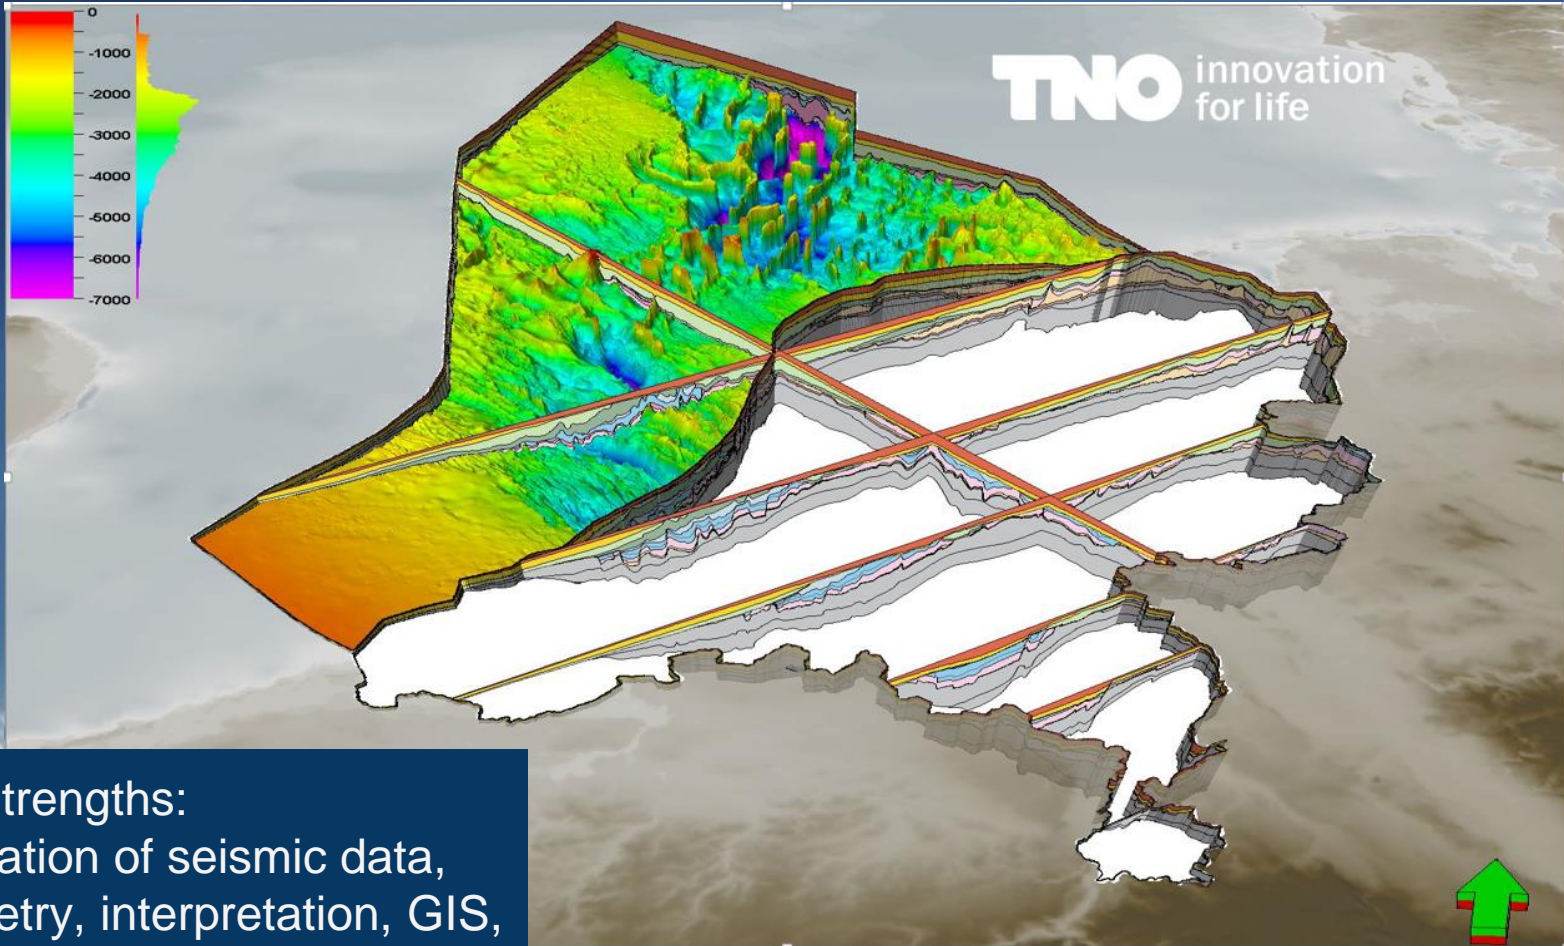 0
-1000
-2000
-3000
-4000
-5000
-6000
-7000
TNO innovation
for life
trengths:
ation of seismic data,
etry, interpretation, GIS,